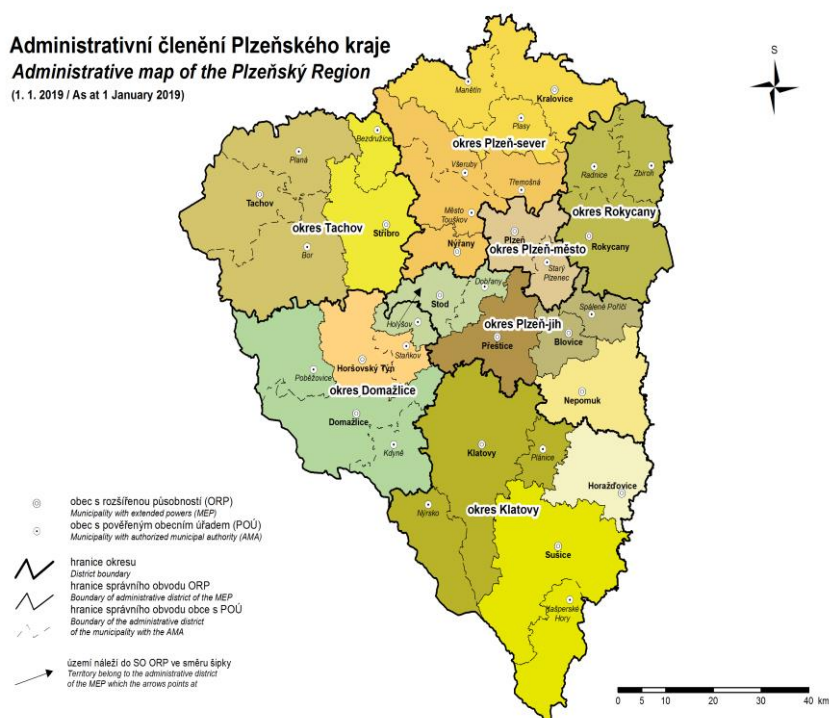 Administrativní členění Plzeňského kraje
Administrative map of the Plzeňský Region
(1. 1. 2019 / As at 1 January 2019)
S
Manětín
Kralovice
Plasy
Bezdružice
okres Plzeň-sever
Planá
Všeruby
Radnice
Zbiroh
Třemošná
Tachov
Město
Touškov
okres Rokycany
okres Tachov
Stříbro
Plzeň
Rokycany
Nýřany
okres Plzeň-město
Bor
Starý
Plzenec
Dobřany
Stod
Spálené Poříčí
Holýšov
okres Plzeň-jih
Blovice
Přeštice
Staňkov
Horšovský Týn
Poběžovice
okres Domažlice
Nepomuk
Domažlice
Kdyně
Klatovy
Plánice
Horažďovice
Nýrsko
okres Klatovy
Sušice
Kašperské
Hory
obec s rozšířenou působností (ORP)
Municipality with extended powers (MEP)
obec s pověřeným obecním úřadem (POÚ)
Municipality with authorized municipal authority (AMA)
hranice okresu
District boundary
hranice správního obvodu ORP
Boundary of administrative district of the MEP
hranice správního obvodu obce s POÚ
Boundary of the administrative district
of the municipality with the AMA
území náleží do SO ORP ve směru šipky
Territory belong to the administrative district
of the MEP which the arrows points at
0 5 10 20 30 40 km